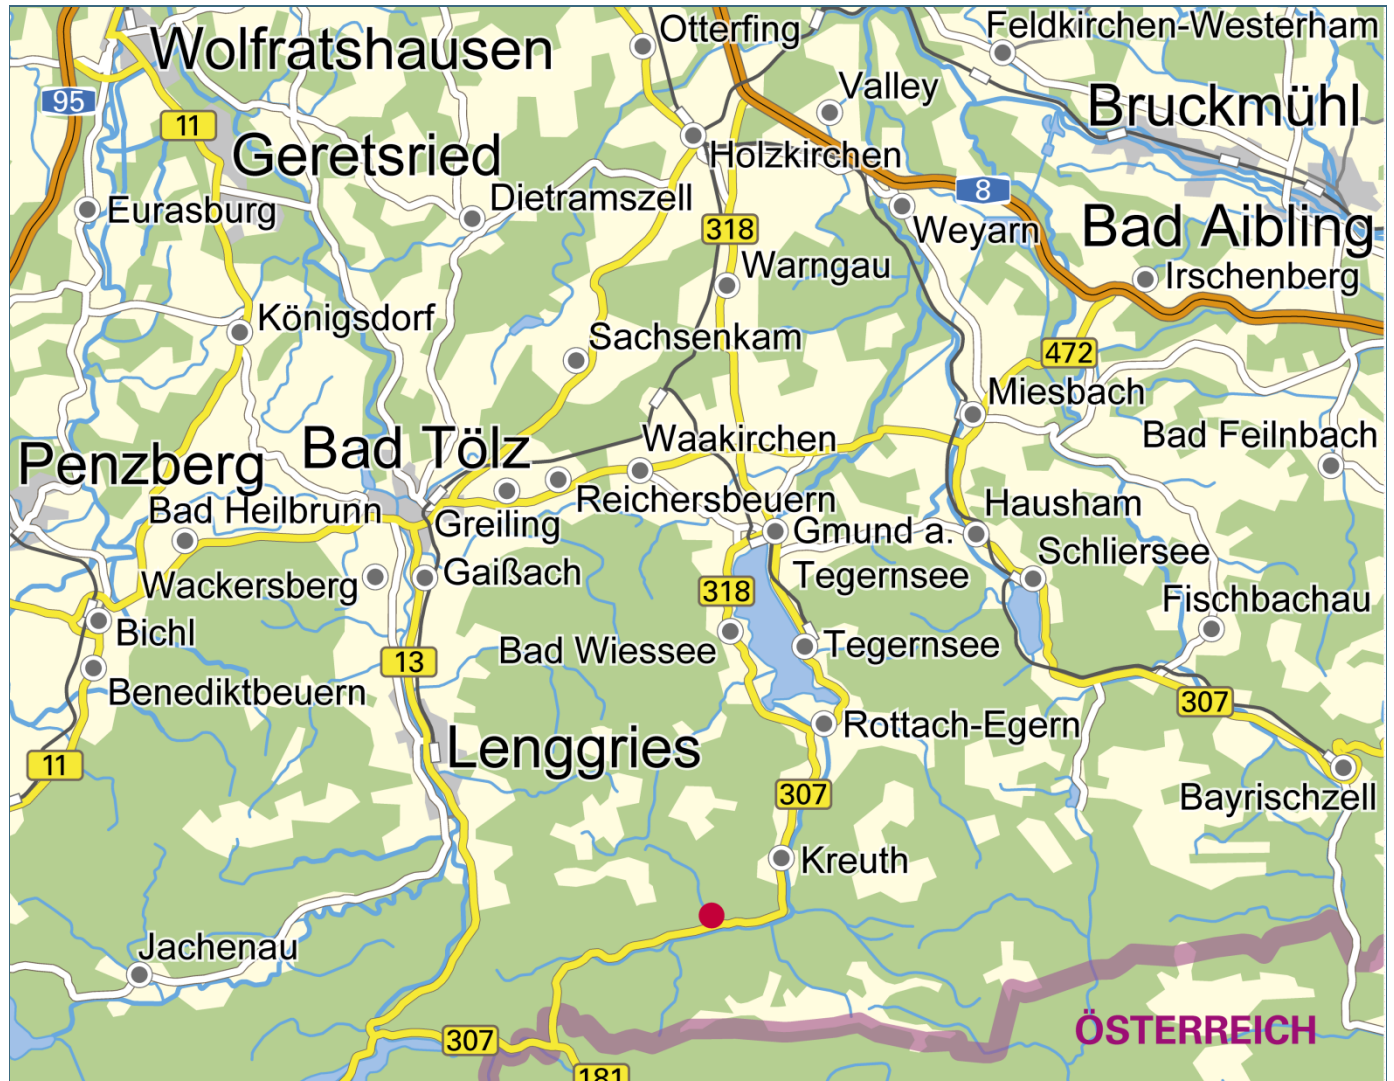 Otterfing
Feldkirchen-Westerham
Wolfratshausen
Valley
95
Bruckmühl
11
Geretsried
Holzkirchen
8
Dietramszell
Eurasburg
318
Weyarn
Bad Aibling
Warngau
Irschenberg
Königsdorf
Sachsenkam
472
Miesbach
Bad Tölz
Waakirchen
Bad Feilnbach
Penzberg
Bad Heilbrunn
Reichersbeuern
Hausham
Greiling
Gmund a.
Tegernsee
Schliersee
Wackersberg
Gaißach
318
Fischbachau
Bichl
Bad Wiessee
Tegernsee
13
Benediktbeuern
307
Rottach-Egern
Lenggries
11
307
Bayrischzell
Kreuth
Jachenau
ÖSTERREICH
307
181